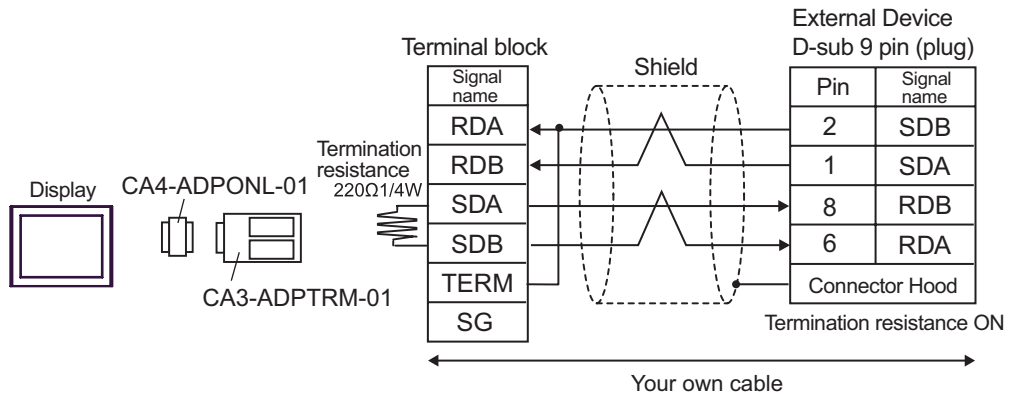 External Device
D-sub 9 pin (plug)
Terminal block
Shield
Signal
name
Pin
Signal
name
RDA
2
SDB
Termination
resistance
220Ω1/4W
RDB
1
SDA
Display
CA4-ADPONL-01
SDA
8
RDB
SDB
6
RDA
CA3-ADPTRM-01
TERM
Connector Hood
SG
Termination resistance ON
Your own cable